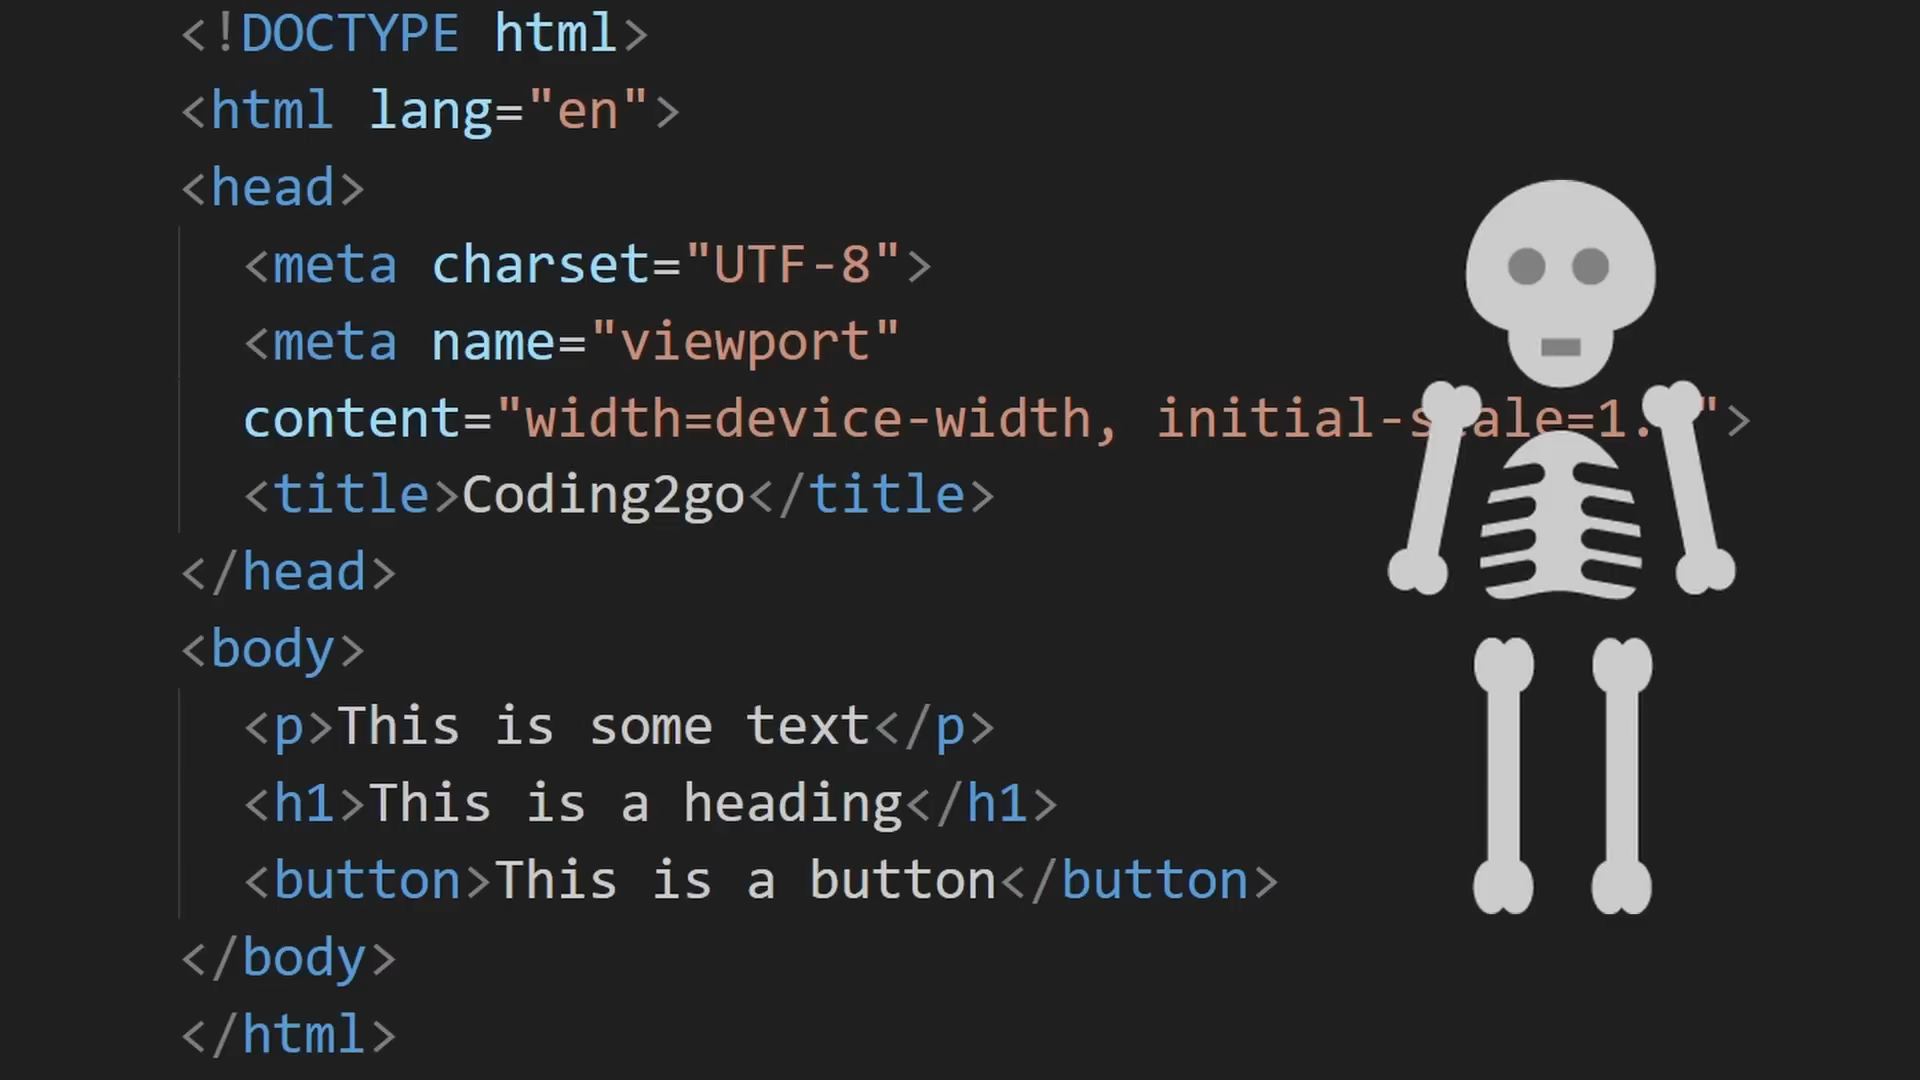 <!DOCTYPE html>
<html lang="en">
<head>
<meta charset="UTF-8">
<meta name="viewport"
content="width=device-width, initial-scale=1. ">
<title>Coding2go</title>
</head>
<body>
<p>This is some text</p>
<h1>This is a heading</h1>
<button>This is a button</button>
</body>
</html>